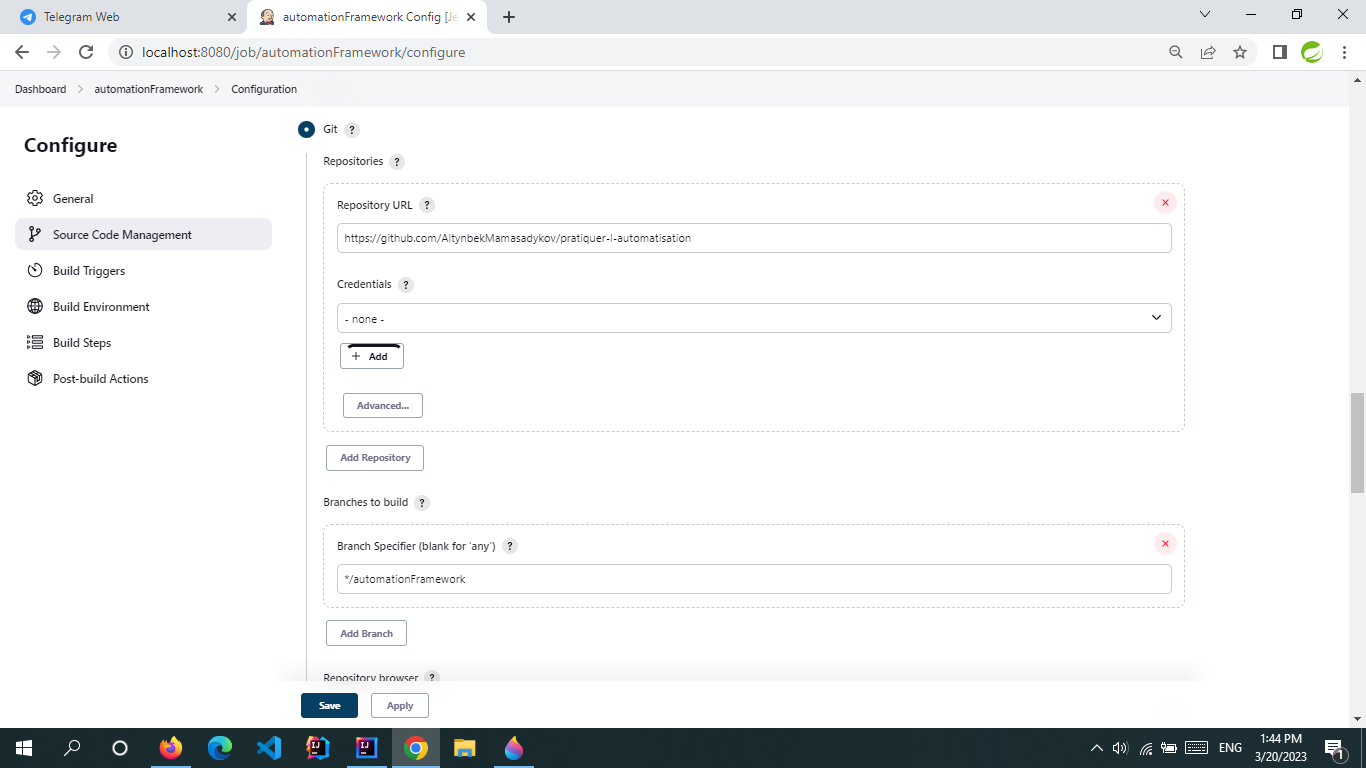 Telegram Web
automationFramework Config [Je
localhost:8080/job/automationFramework/configure
Dashboard
automationFramework
Configuration
Configure
General
Source Code Management
Build Triggers
Build Environment
Build Steps
Post-build Actions
Git ?
Repositories ?
Repository URL ?
https://github.com/AltynbekMamasadykov/pratiquer-l-automatisation
Credentials ?
- none -
+ Add
Advanced...
Add Repository
Branches to build ?
Branch Specifier (blank for 'any') ?
*/automationFramework
Add Branch
Repository browser ?
Save
Apply
ENG
1:44 PM
3/20/2023
1